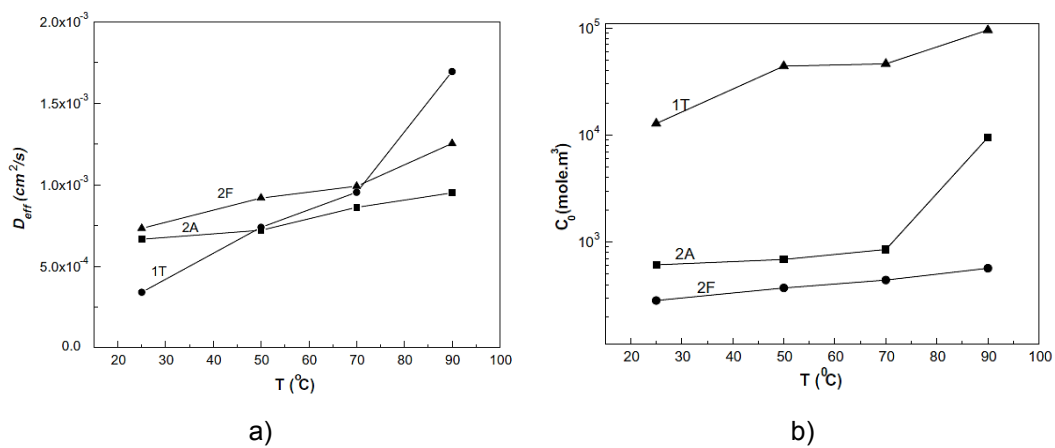 2.0x10⁻³
1.5x10⁻³
1.0x10⁻³
5.0x10⁻⁴
0.0
D_eff (cm²/s)
2F
2A
1T
20 30 40 50 60 70 80 90 100
T (°C)
a)
10⁵
10⁴
10³
C₀(mole.m³)
1T
2A
2F
20 30 40 50 60 70 80 90 100
T (⁰C)
b)